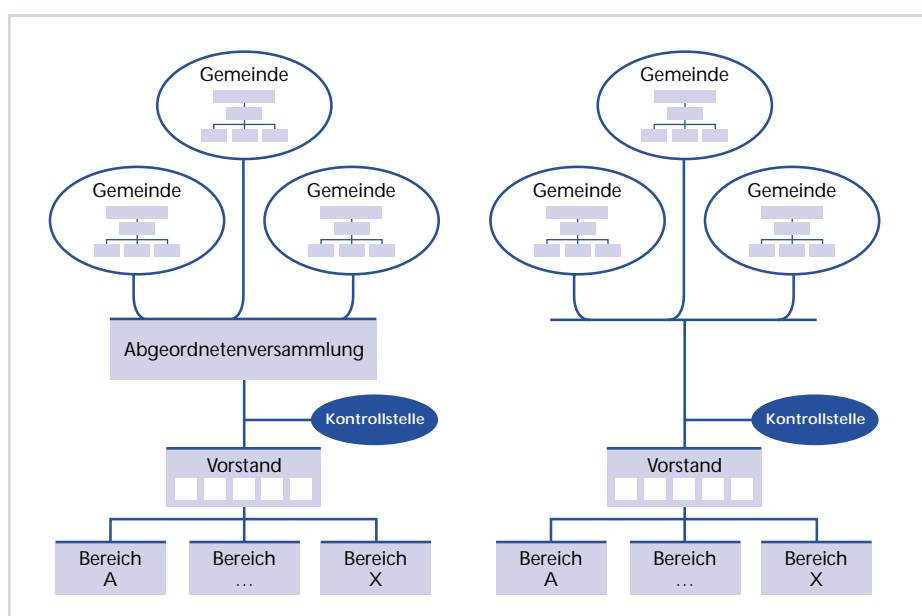 Gemeinde
Gemeinde
Gemeinde
Abgeordnetenversammlung
Kontrollstelle
Vorstand
Bereich
A
Bereich
...
Bereich
X
Gemeinde
Gemeinde
Gemeinde
Kontrollstelle
Vorstand
Bereich
A
Bereich
...
Bereich
X